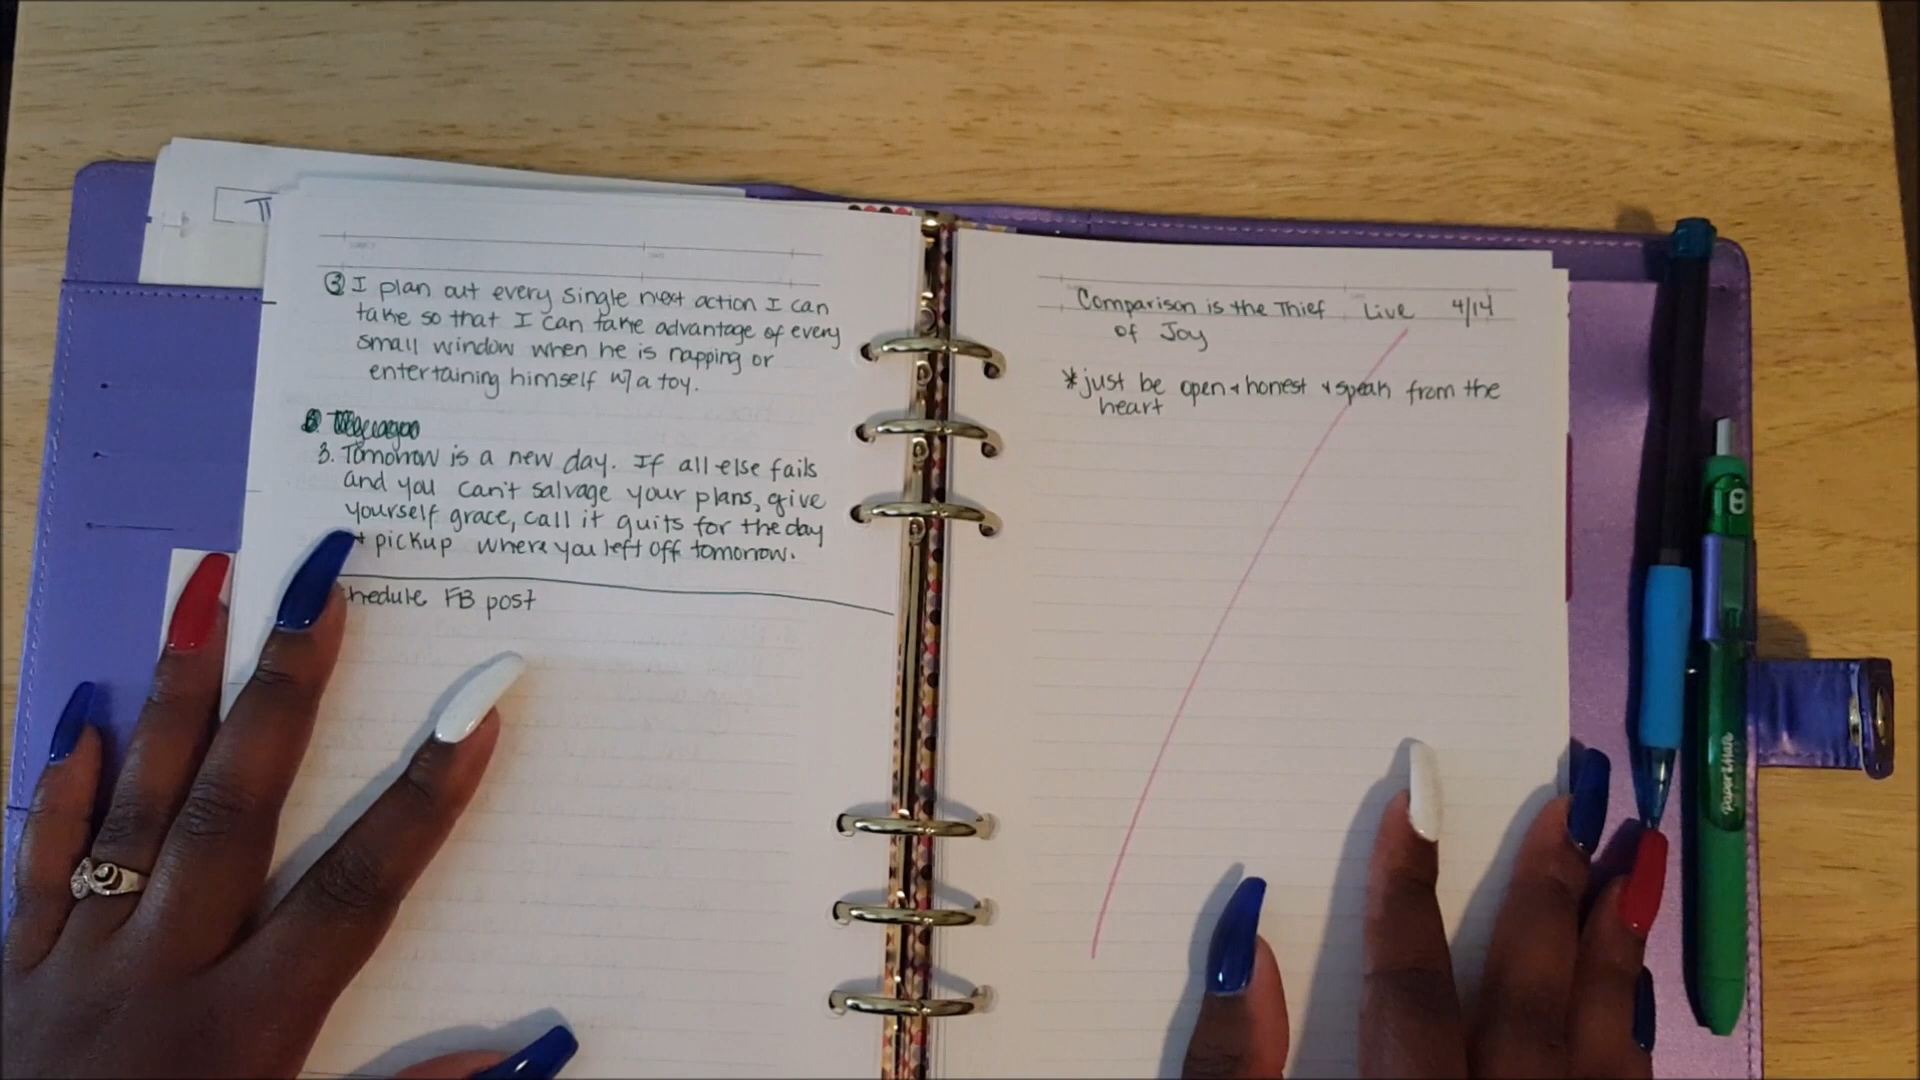 ② I plan out every single next action I can
take so that I can take advantage of every
small window when he is napping or
entertaining himself w/ a toy.
3. Tomorrow is a new day. If all else fails
and you can't salvage your plans, give
yourself grace, call it quits for the day
pickup where you left off tomorrow.
hedule FB post
Comparison is the Thief
of Joy
Live 4/14
*just be open + honest + speak from the
heart
PaperMate